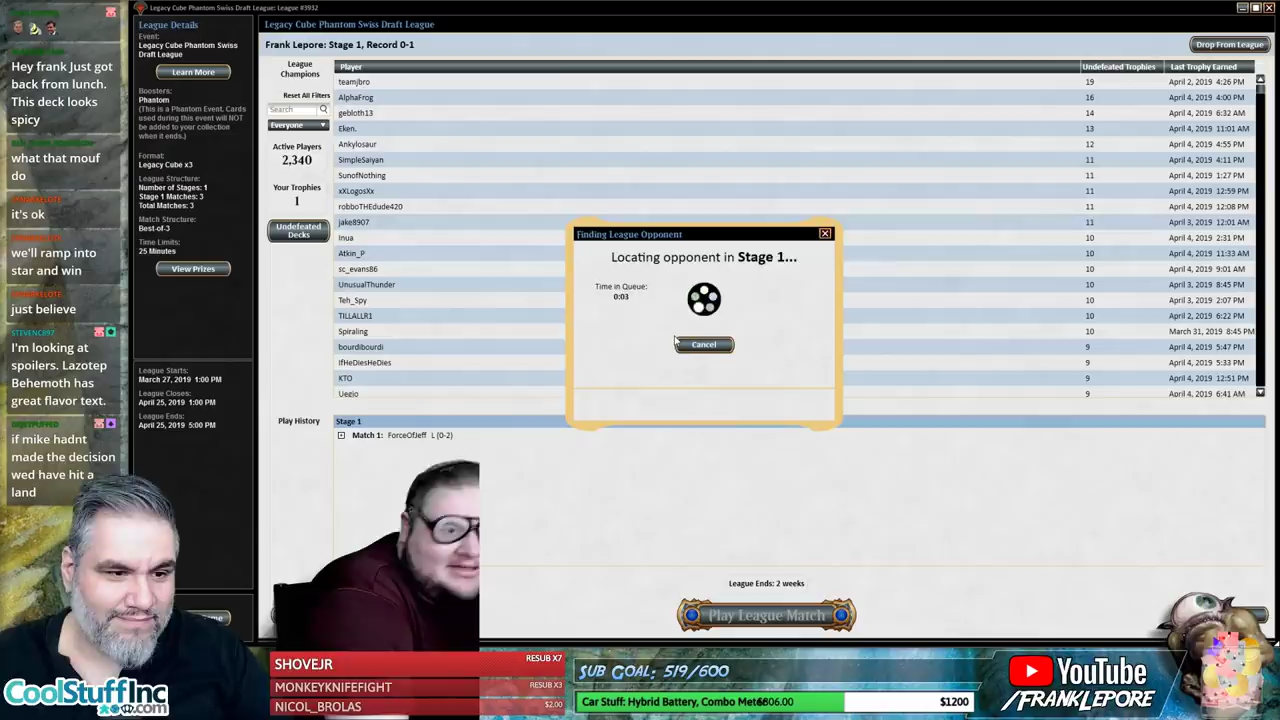 Hey frank Just got
back from lunch.
This deck looks
spicy
what that mouf
do
it's ok
we'll ramp into
star and win
just believe
STEVENC897
I'm looking at
spoilers. Lazotep
Behemoth has
great flavor text.
if mike hadnt
made the decision
wed have hit a
land
Legacy Cube Phantom Swiss Draft League: League #3932
League Details
Event:
Legacy Cube Phantom Swiss
Draft League
Learn More
Boosters:
Phantom
(This is a Phantom Event. Cards
used during this event will NOT
be added to your collection
when it ends.)
Format:
Legacy Cube x3
League Structure:
Number of Stages: 1
Stage 1 Matches: 3
Total Matches: 3
Match Structure:
Best-of-3
Time Limits:
25 Minutes
View Prizes
League Starts:
March 27, 2019 1:00 PM
League Closes:
April 25, 2019 1:00 PM
League Ends:
April 25, 2019 5:00 PM
Legacy Cube Phantom Swiss Draft League
Frank Lepore: Stage 1, Record 0-1
Drop From League
League
Champions
Reset All Filters
Search
Everyone
Active Players
2,340
Your Trophies
1
Undefeated
Decks
Player Undefeated Trophies Last Trophy Earned
teamjbro 19 April 2, 2019 4:26 PM
AlphaFrog 16 April 4, 2019 4:00 PM
gebloth13 14 April 4, 2019 6:32 AM
Eken. 13 April 4, 2019 11:01 AM
Ankylosaur 12 April 4, 2019 4:55 PM
SimpleSaiyan 11 April 4, 2019 4:11 PM
SunofNothing 11 April 4, 2019 1:27 PM
xXLogosXx 11 April 4, 2019 12:59 PM
robboTHEdude420 11 April 4, 2019 12:08 PM
jake8907 11 April 3, 2019 12:01 AM
Inua 10 April 4, 2019 2:31 PM
Atkin_P 10 April 4, 2019 11:33 AM
sc_evans86 10 April 4, 2019 9:01 AM
UnusualThunder 10 April 3, 2019 8:45 PM
Teh_Spy 10 April 3, 2019 2:07 PM
TILLALLR1 10 April 2, 2019 6:22 PM
Spiraling 10 March 31, 2019 8:45 PM
bourdibourdi 9 April 4, 2019 5:47 PM
IfHeDiesHeDies 9 April 4, 2019 5:33 PM
KTO 9 April 4, 2019 12:51 PM
Uegio 9 April 4, 2019 6:41 AM
Finding League Opponent
Locating opponent in Stage 1...
Time in Queue:
0:03
Cancel
Play History
Stage 1
Match 1: ForceOfJeff L (0-2)
League Ends: 2 weeks
Play League Match
SHOVEJR RESUB X7
MONKEYKNIFEFIGHT RESUB X3
NICOL_BROLAS $2.00
SUB GOAL: 519/600
Car Stuff: Hybrid Battery, Combo Mete $806.00 $1200
CoolStuffInc
.com
YouTube
/FRANKLEPORE